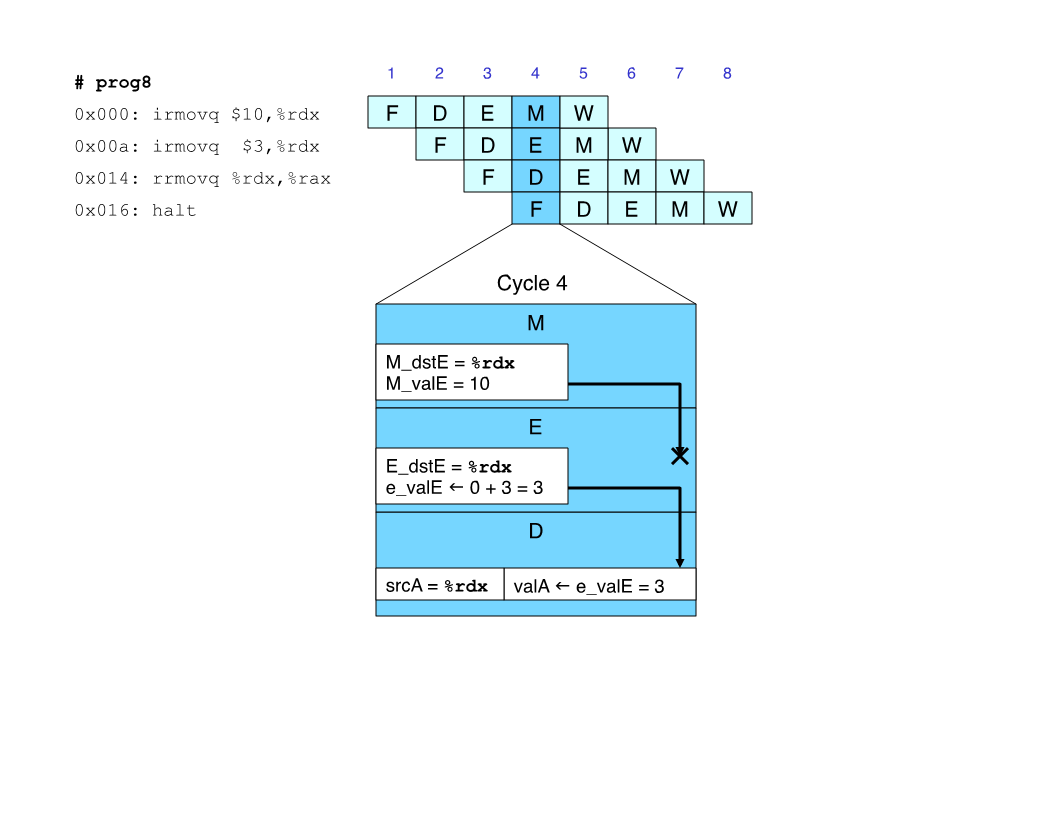 # prog8
1 2 3 4 5 6 7 8
0x000: irmovq $10,%rdx F D E M W
0x00a: irmovq  $3,%rdx F D E M W
0x014: rrmovq %rdx,%rax F D E M W
0x016: halt F D E M W
Cycle 4
M
M_dstE = %rdx
M_valE = 10
E
E_dstE = %rdx
e_valE ← 0 + 3 = 3
D
srcA = %rdx valA ← e_valE = 3